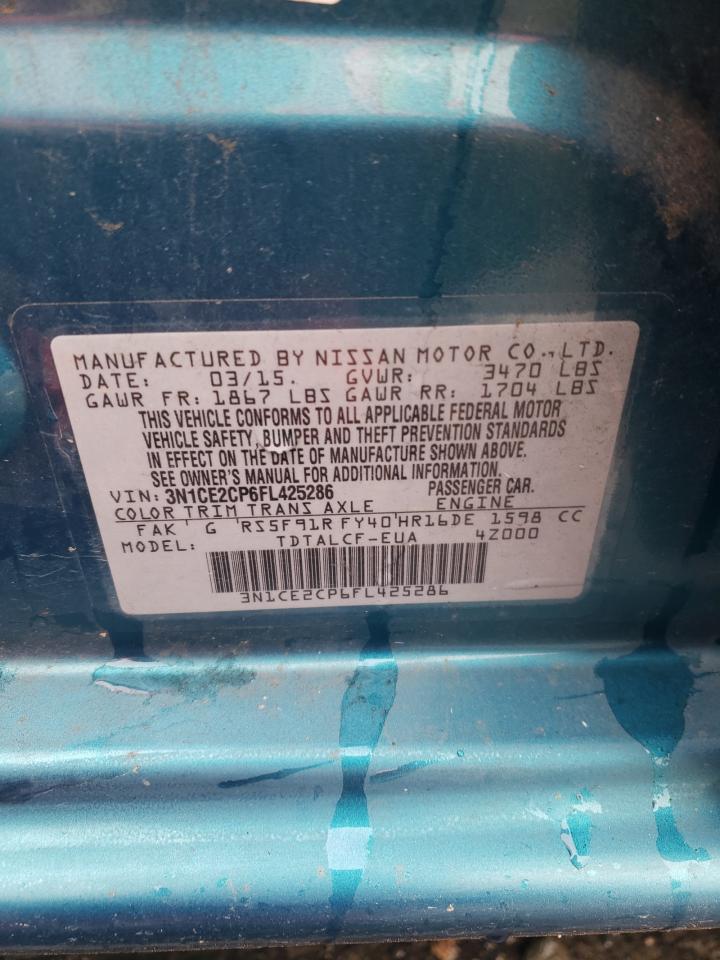 MANUFACTURED BY NISSAN MOTOR CO., LTD.
DATE: 03/15. GVWR: 3470 LBS
GAWR FR: 1867 LBS GAWR RR: 1704 LBS
THIS VEHICLE CONFORMS TO ALL APPLICABLE FEDERAL MOTOR
VEHICLE SAFETY, BUMPER AND THEFT PREVENTION STANDARDS
IN EFFECT ON THE DATE OF MANUFACTURE SHOWN ABOVE.
SEE OWNER'S MANUAL FOR ADDITIONAL INFORMATION.
VIN: 3N1CE2CP6FL425286 PASSENGER CAR.
COLOR TRIM TRANS AXLE ENGINE
FAK' G 'RS5F91R FY40'HR16DE 1598 CC
MODEL: TDTALCF-EUA 4Z000
3N1CE2CP6FL425286